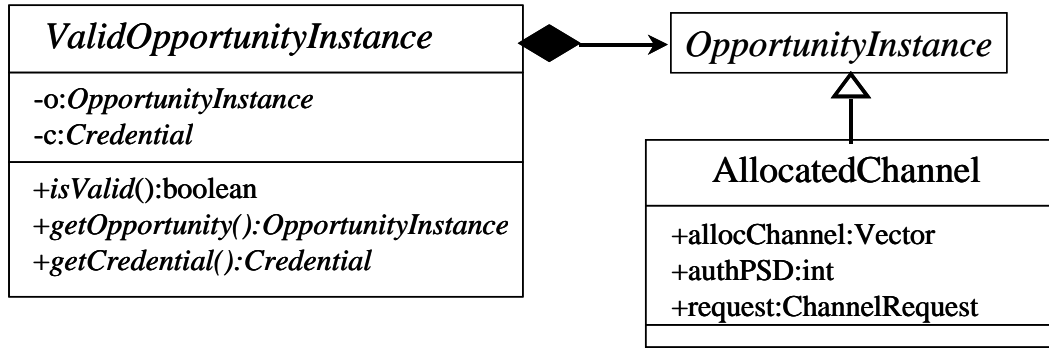 ValidOpportunityInstance
-o:OpportunityInstance
-c:Credential
+isValid():boolean
+getOpportunity():OpportunityInstance
+getCredential():Credential
OpportunityInstance
AllocatedChannel
+allocChannel:Vector
+authPSD:int
+request:ChannelRequest